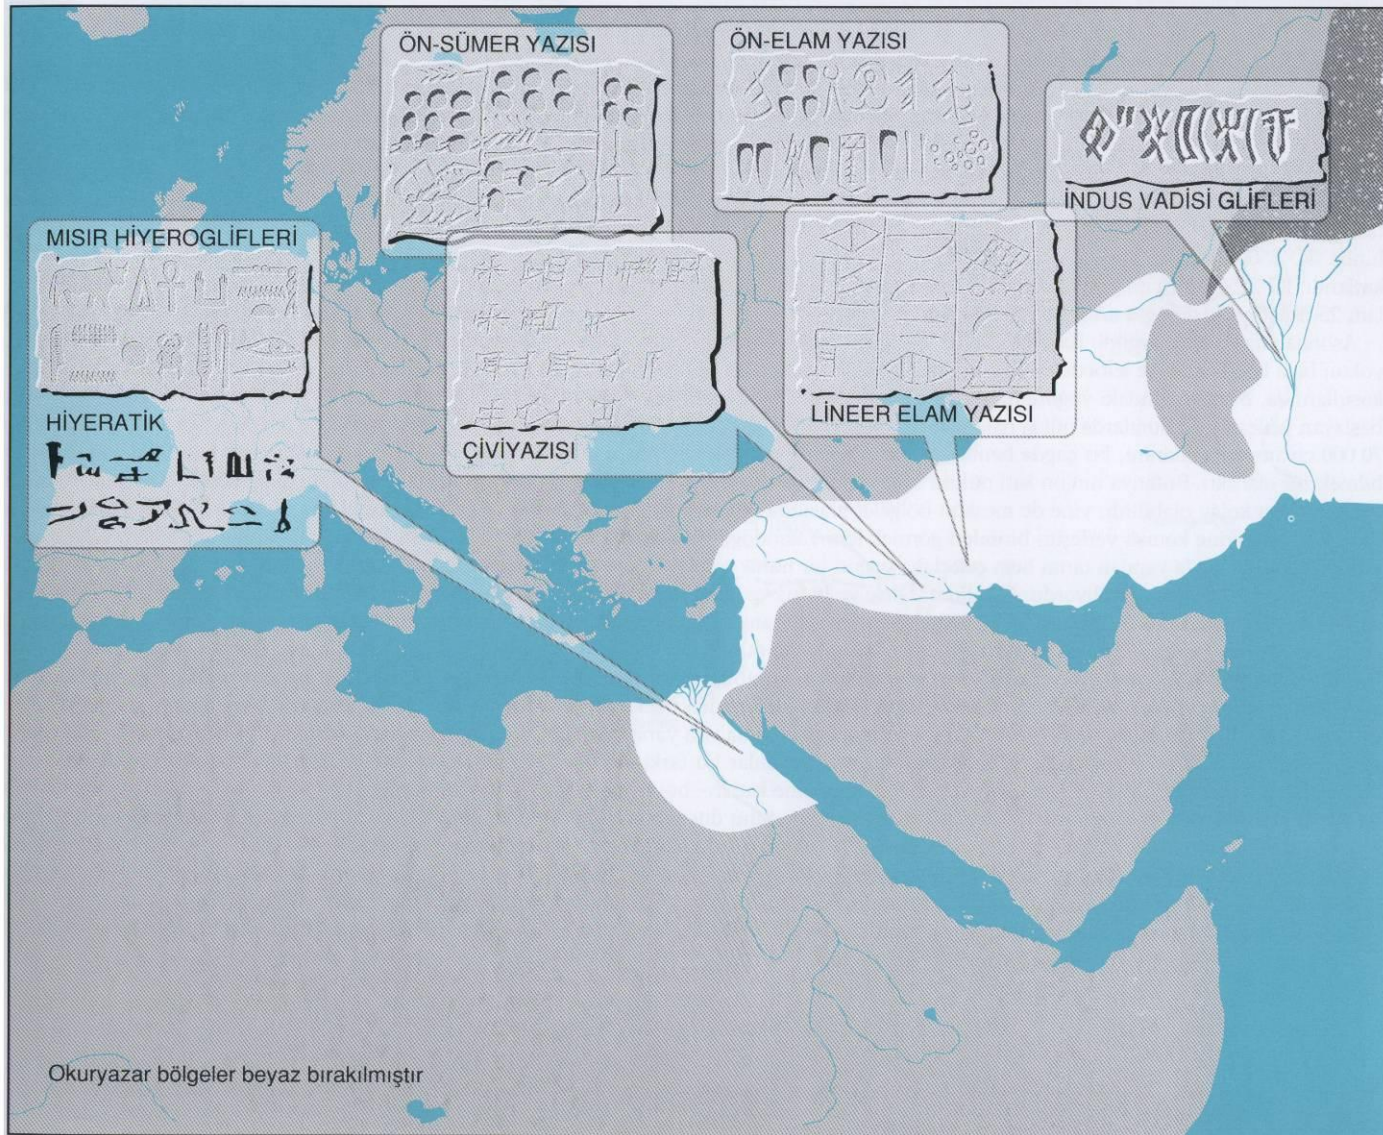 ÖN-SÜMER YAZISI
ÖN-ELAM YAZISI
İNDUS VADİSİ GLİFLERİ
MISIR HİYEROGLİFLERİ
HİYERATİK
ÇİVİYAZISI
LİNEER ELAM YAZISI
Okuryazar bölgeler beyaz bırakılmıştır